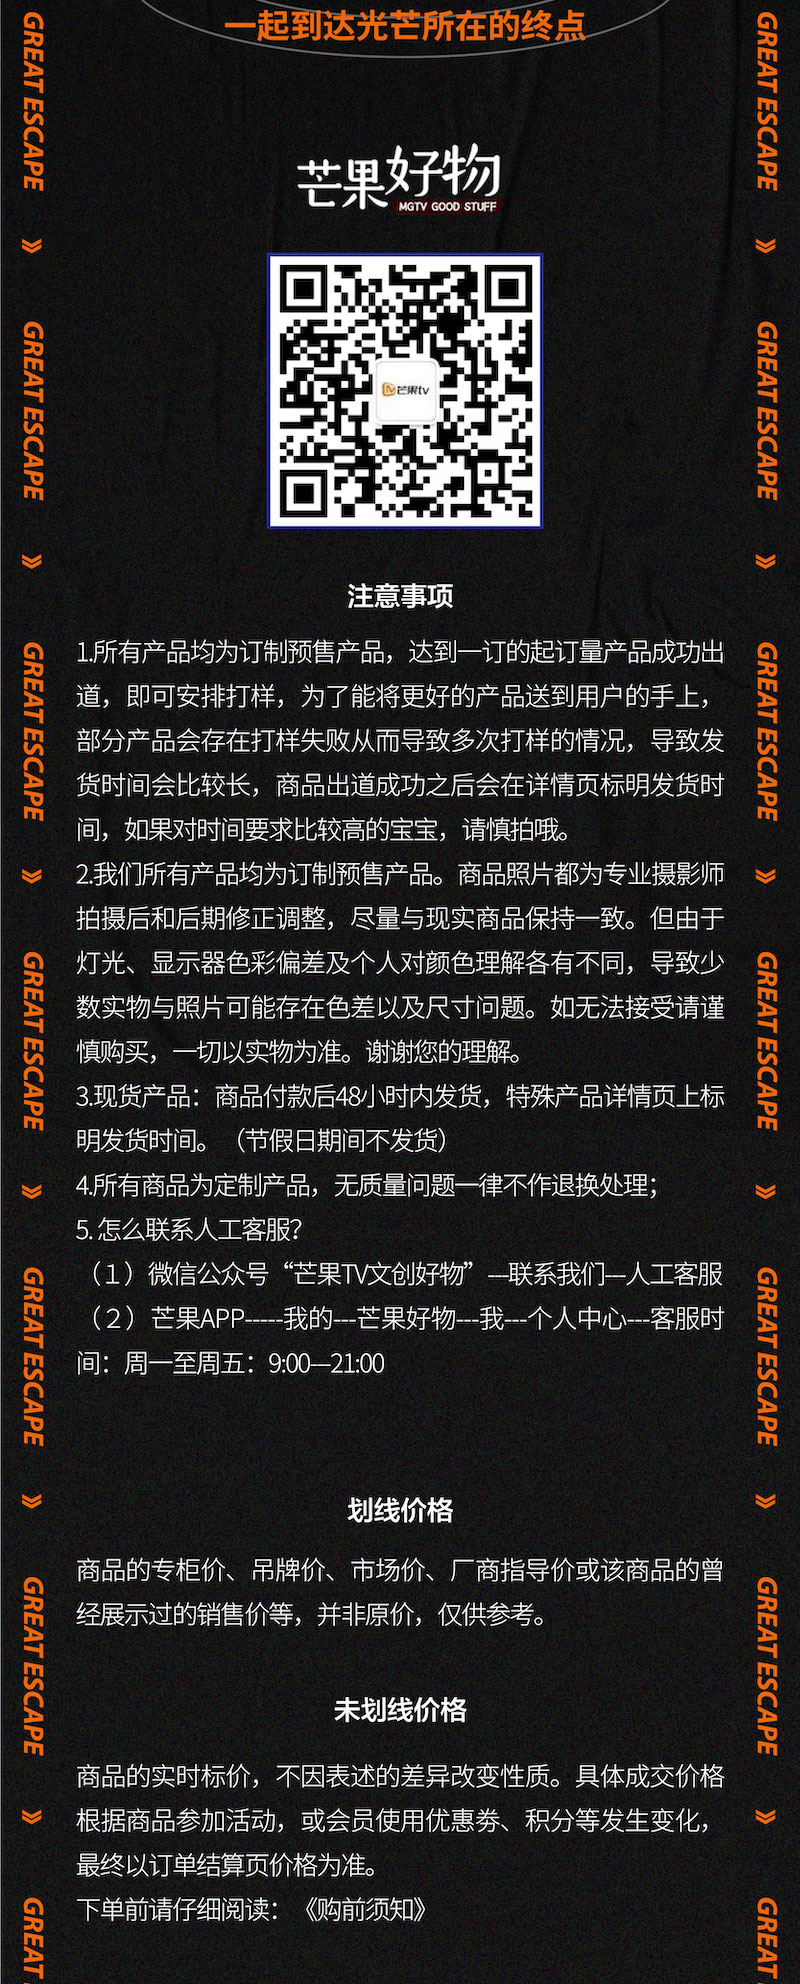 一起到达光芒所在的终点
芒果好物
MGTV GOOD STUFF
芒果tv
注意事项
1.所有产品均为订制预售产品，达到一订的起订量产品成功出
道，即可安排打样，为了能将更好的产品送到用户的手上，
部分产品会存在打样失败从而导致多次打样的情况，导致发
货时间会比较长，商品出道成功之后会在详情页标明发货时
间，如果对时间要求比较高的宝宝，请慎拍哦。
2.我们所有产品均为订制预售产品。商品照片都为专业摄影师
拍摄后和后期修正调整，尽量与现实商品保持一致。但由于
灯光、显示器色彩偏差及个人对颜色理解各有不同，导致少
数实物与照片可能存在色差以及尺寸问题。如无法接受请谨
慎购买，一切以实物为准。谢谢您的理解。
3.现货产品：商品付款后48小时内发货，特殊产品详情页上标
明发货时间。（节假日期间不发货）
4.所有商品为定制产品，无质量问题一律不作退换处理；
5. 怎么联系人工客服？
（1）微信公众号“芒果TV文创好物”---联系我们---人工客服
（2）芒果APP-----我的---芒果好物---我---个人中心---客服时
间：周一至周五：9:00—21:00
划线价格
商品的专柜价、吊牌价、市场价、厂商指导价或该商品的曾
经展示过的销售价等，并非原价，仅供参考。
未划线价格
商品的实时标价，不因表述的差异改变性质。具体成交价格
根据商品参加活动，或会员使用优惠劵、积分等发生变化，
最终以订单结算页价格为准。
下单前请仔细阅读：《购前须知》
GREAT ESCAPE
GREAT ESCAPE
GREAT ESCAPE
GREAT ESCAPE
GREAT ESCAPE
GREAT ESCAPE
GREAT
GREAT ESCAPE
GREAT ESCAPE
GREAT ESCAPE
GREAT ESCAPE
GREAT ESCAPE
GREAT ESCAPE
GREAT